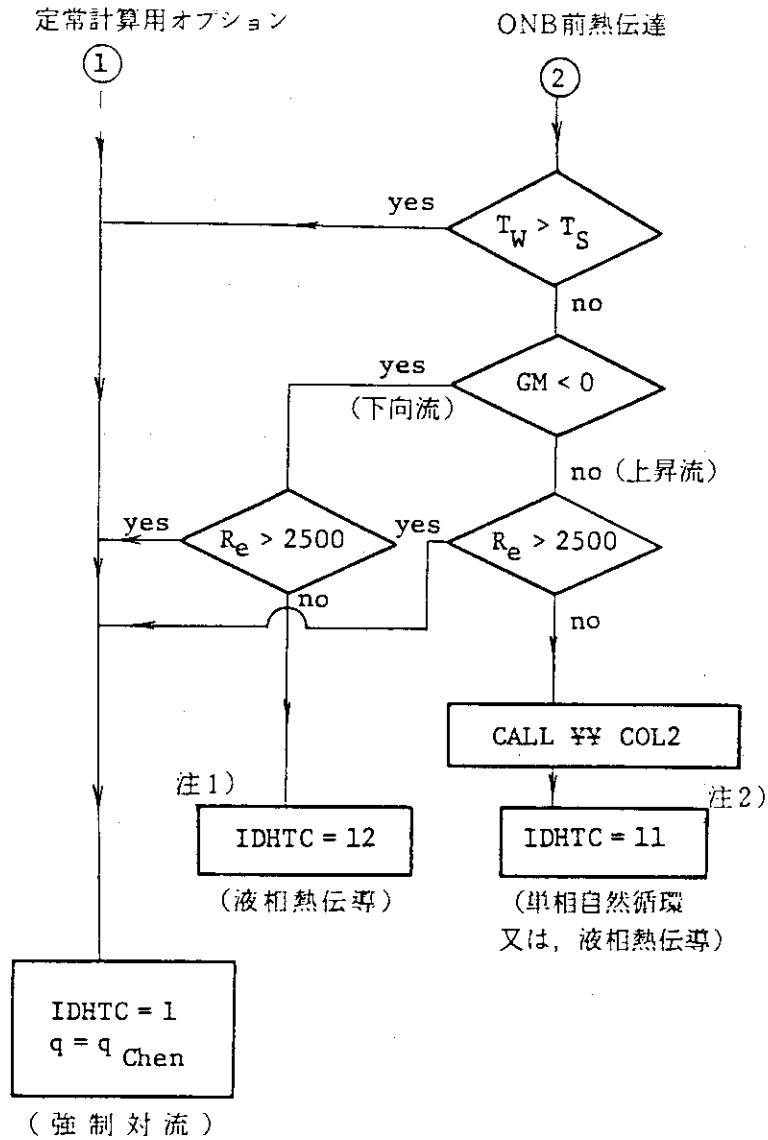 定常計算用オプション
①
ONB前熱伝達
②
yes
T_W > T_S
no
yes
GM < 0
(下向流)
no (上昇流)
yes
R_e > 2500
yes
R_e > 2500
no
no
CALL ¥¥ COL2
注1)
注2)
IDHTC = 12
IDHTC = 11
(液相熱伝導)
(単相自然循環
又は, 液相熱伝導)
IDHTC = 1
q = q Chen
(強制対流)